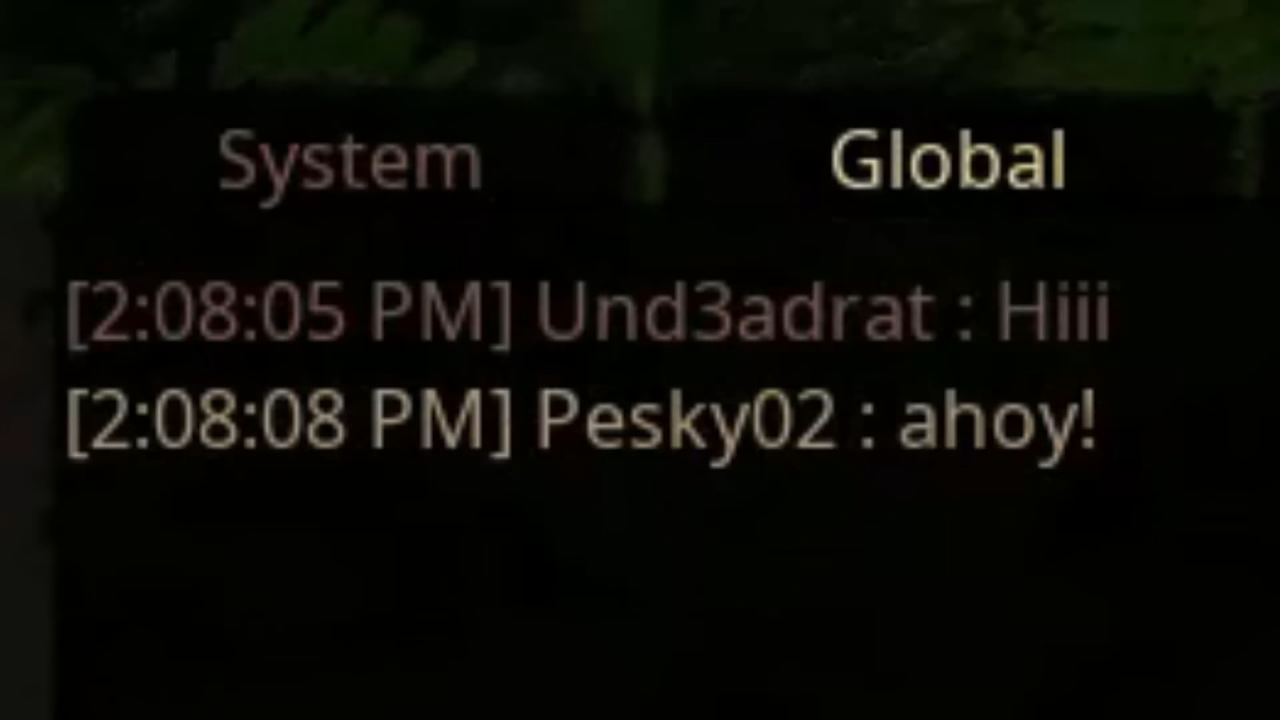 System Global
[2:08:05 PM] Und3adrat : Hiii
[2:08:08 PM] Pesky02 : ahoy!